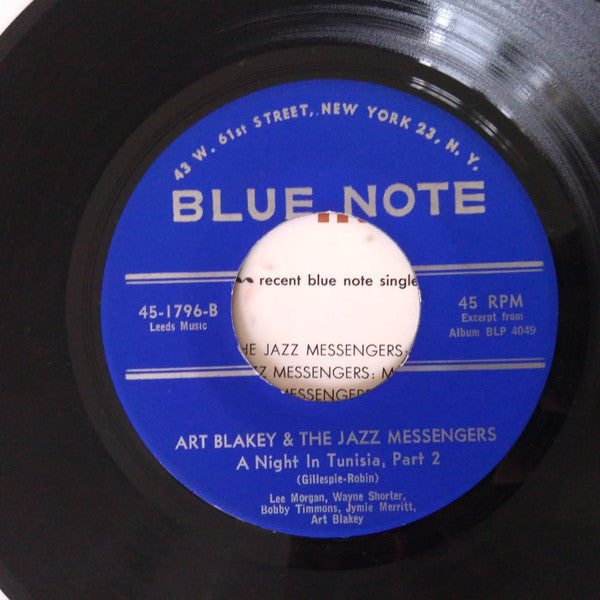 43 W. 61st STREET, NEW YORK 23, N.Y.
BLUE NOTE
recent blue note single
45-1796-B
Leeds Music
45 RPM
Excerpt from
Album BLP 4049
HE JAZZ MESSENGERS:
ZZ MESSENGERS: M
MESSENGERS
ART BLAKEY & THE JAZZ MESSENGERS
A Night In Tunisia, Part 2
(Gillespie-Robin)
Lee Morgan, Wayne Shorter,
Bobby Timmons, Jymie Merritt,
Art Blakey